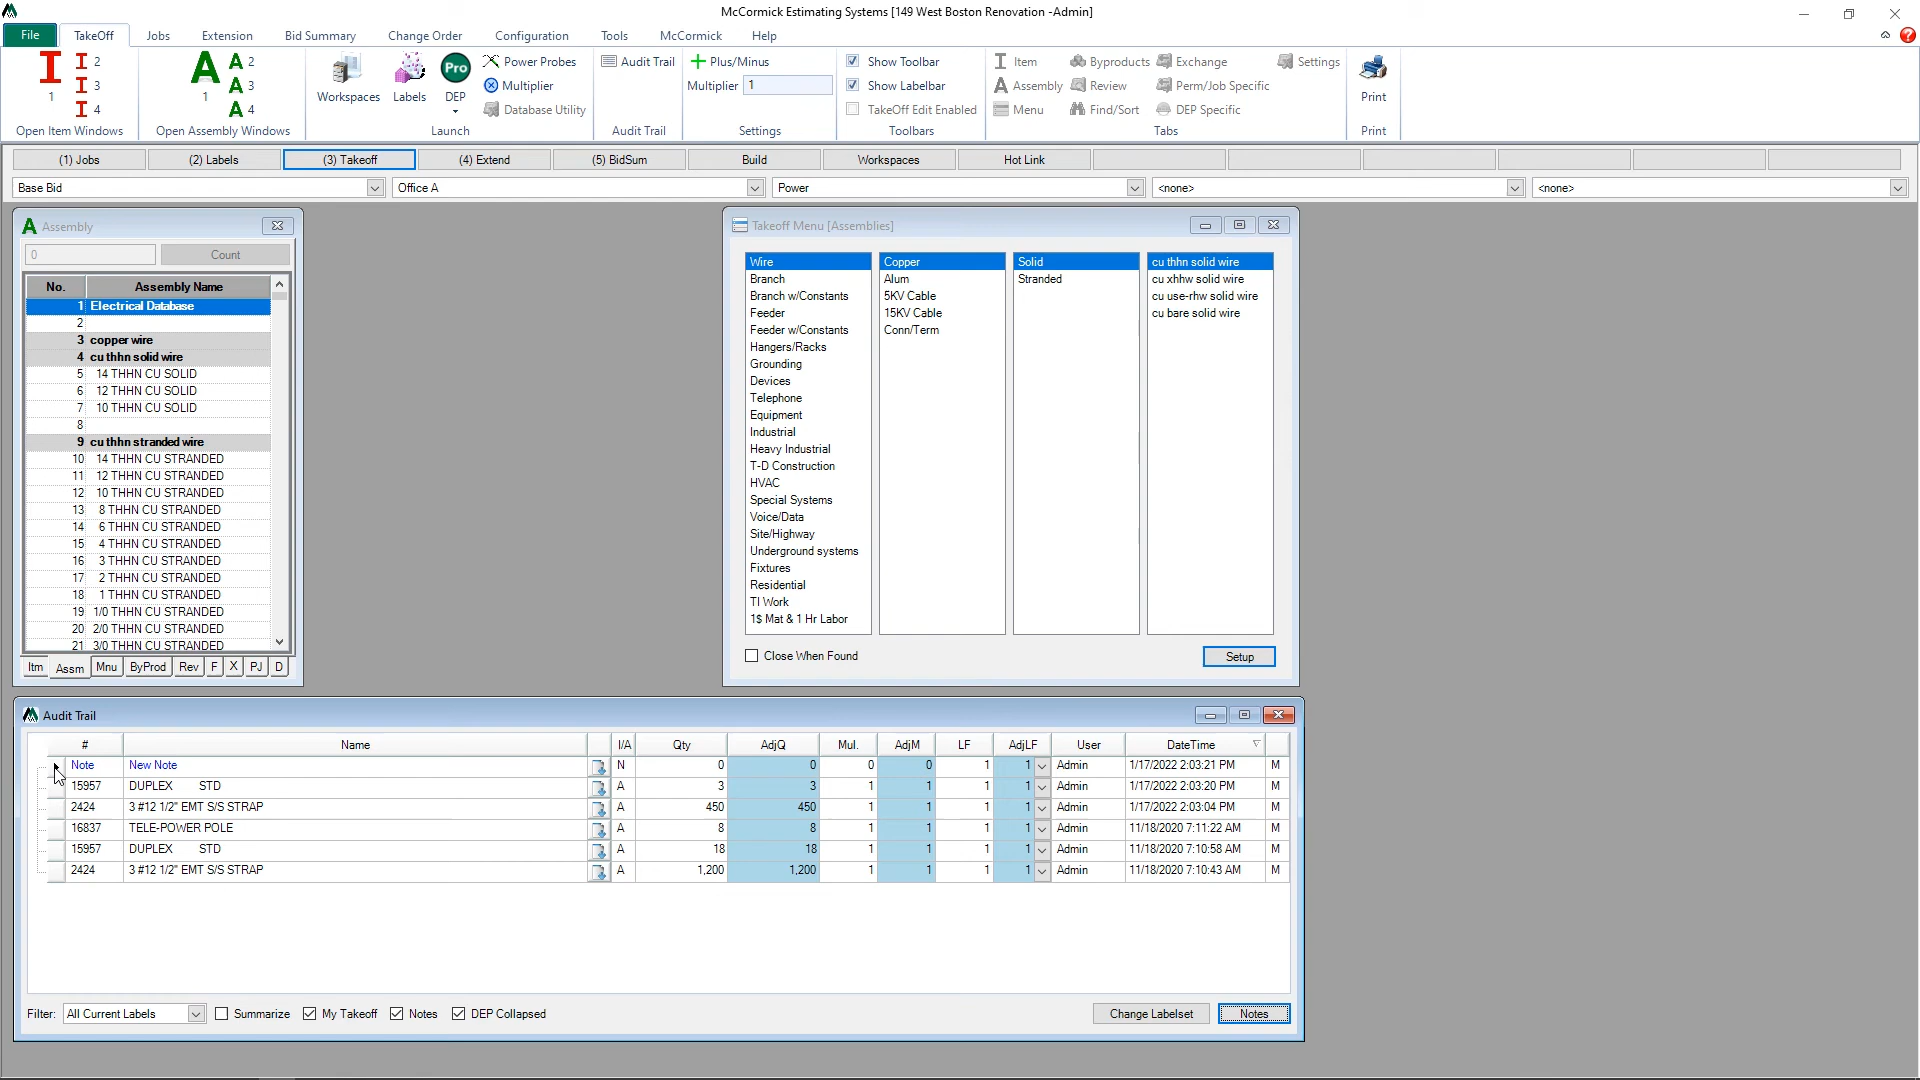 McCormick Estimating Systems [149 West Boston Renovation -Admin]
File TakeOff Jobs Extension Bid Summary Change Order Configuration Tools McCormick Help
I 2 A 2 Power Probes Audit Trail Plus/Minus Show Toolbar Item Byproducts Exchange Settings
I 3 A 3 Multiplier Multiplier 1 Show Labelbar Assembly Review Perm/Job Specific
1 1 Workspaces Labels Pro DEP Print
I 4 A 4 Database Utility TakeOff Edit Enabled Menu Find/Sort DEP Specific
Open Item Windows Open Assembly Windows Launch Audit Trail Settings Toolbars Tabs Print
(1) Jobs (2) Labels (3) Takeoff (4) Extend (5) BidSum Build Workspaces Hot Link
Base Bid Office A Power <none> <none>
A Assembly
0 Count
No. Assembly Name
1 Electrical Database
2
3 copper wire
4 cu thhn solid wire
5 14 THHN CU SOLID
6 12 THHN CU SOLID
7 10 THHN CU SOLID
8
9 cu thhn stranded wire
10 14 THHN CU STRANDED
11 12 THHN CU STRANDED
12 10 THHN CU STRANDED
13 8 THHN CU STRANDED
14 6 THHN CU STRANDED
15 4 THHN CU STRANDED
16 3 THHN CU STRANDED
17 2 THHN CU STRANDED
18 1 THHN CU STRANDED
19 1/0 THHN CU STRANDED
20 2/0 THHN CU STRANDED
21 3/0 THHN CU STRANDED
Itm Assm Mnu ByProd Rev F X PJ D
Takeoff Menu [Assemblies]
Wire Copper Solid cu thhn solid wire
Branch Alum Stranded cu xhhw solid wire
Branch w/Constants 5KV Cable cu use-rhw solid wire
Feeder 15KV Cable cu bare solid wire
Feeder w/Constants Conn/Term
Hangers/Racks
Grounding
Devices
Telephone
Equipment
Industrial
Heavy Industrial
T-D Construction
HVAC
Special Systems
Voice/Data
Site/Highway
Underground systems
Fixtures
Residential
TI Work
1$ Mat & 1 Hr Labor
Close When Found Setup
Audit Trail
# Name I/A Qty AdjQ Mul. AdjM LF AdjLF User DateTime
Note New Note N 0 0 0 0 1 1 Admin 1/17/2022 2:03:21 PM M
15957 DUPLEX STD A 3 3 1 1 1 1 Admin 1/17/2022 2:03:20 PM M
2424 3 #12 1/2" EMT S/S STRAP A 450 450 1 1 1 1 Admin 1/17/2022 2:03:04 PM M
16837 TELE-POWER POLE A 8 8 1 1 1 1 Admin 11/18/2020 7:11:22 AM M
15957 DUPLEX STD A 18 18 1 1 1 1 Admin 11/18/2020 7:10:58 AM M
2424 3 #12 1/2" EMT S/S STRAP A 1,200 1,200 1 1 1 1 Admin 11/18/2020 7:10:43 AM M
Filter: All Current Labels Summarize My Takeoff Notes DEP Collapsed Change Labelset Notes